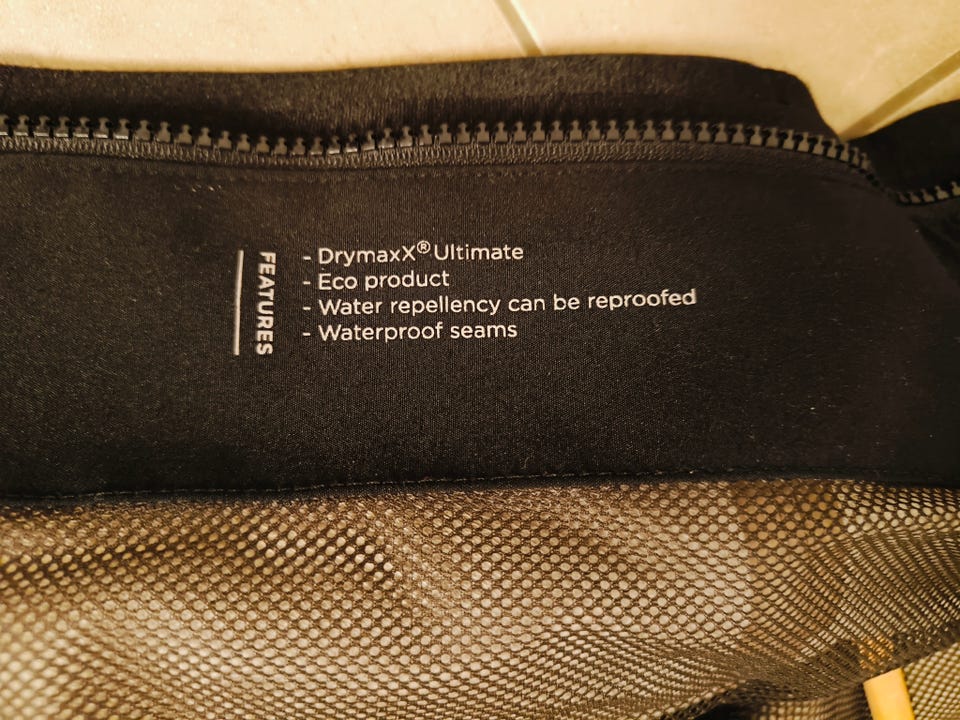 FEATURES
- DrymaxX® Ultimate
- Eco product
- Water repellency can be reproofed
- Waterproof seams